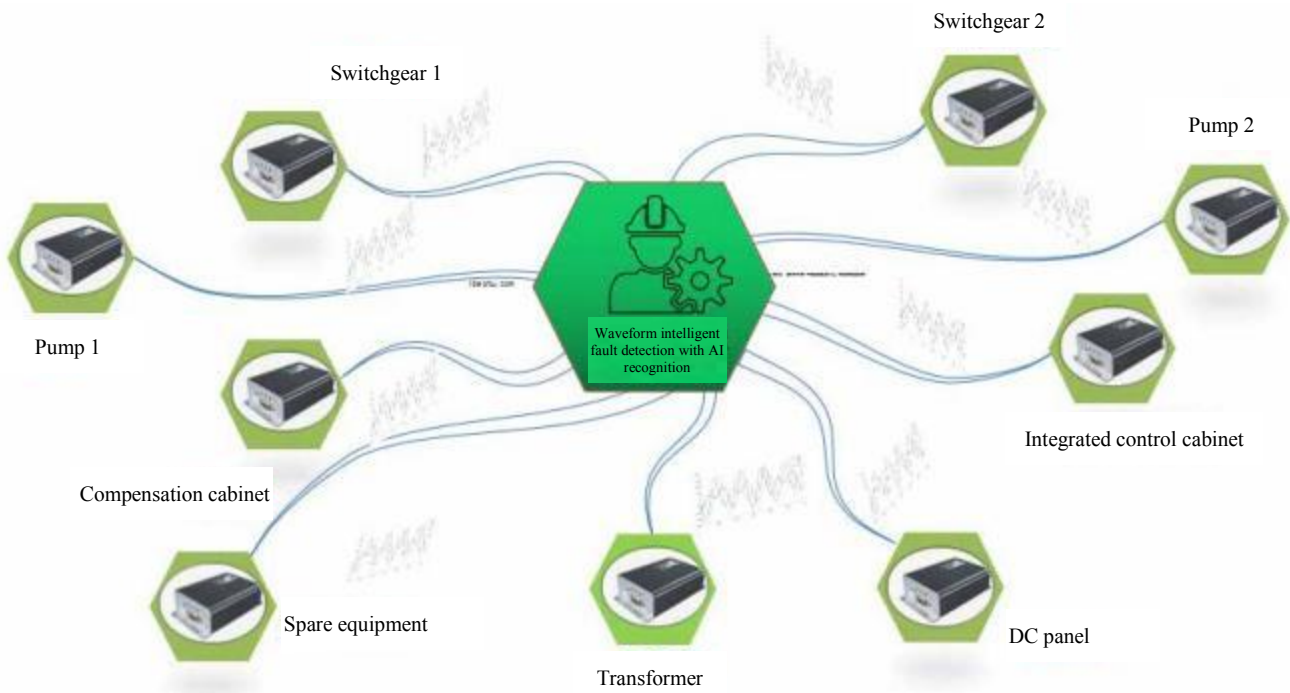 Switchgear 2
Switchgear 1
Pump 2
Pump 1
Waveform intelligent
fault detection with AI
recognition
Integrated control cabinet
Compensation cabinet
Spare equipment
DC panel
Transformer